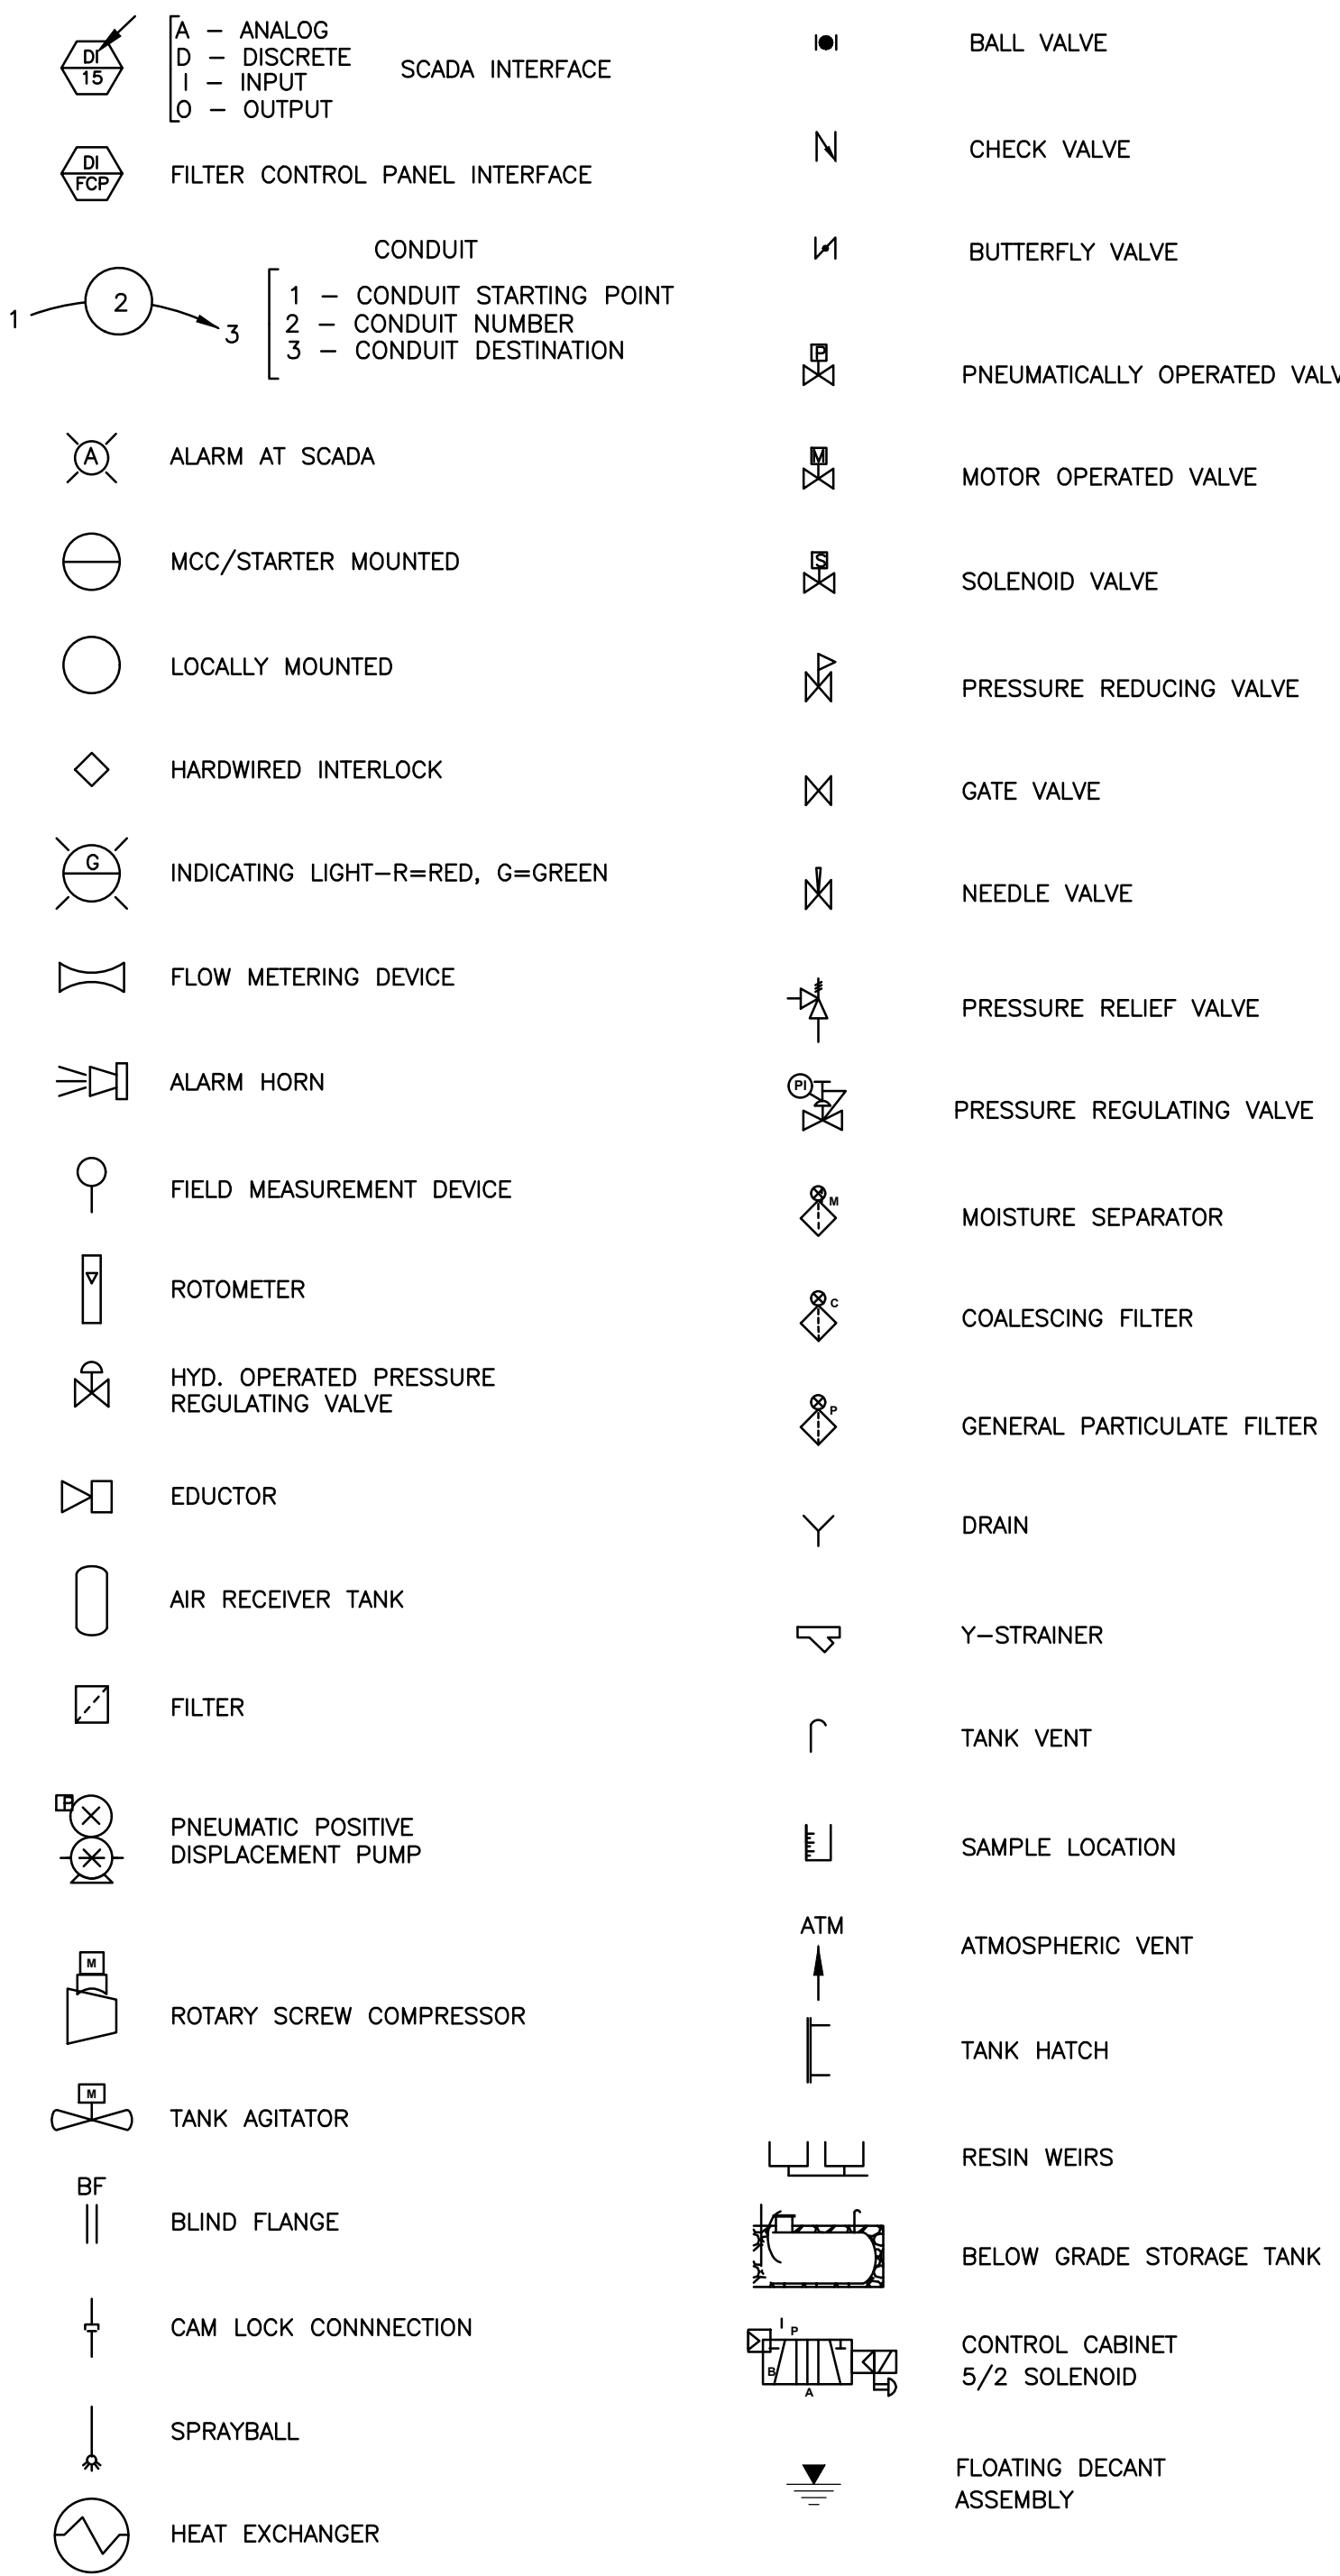 DI
15
A – ANALOG
D – DISCRETE
I – INPUT
O – OUTPUT
SCADA INTERFACE
DI
FCP
FILTER CONTROL PANEL INTERFACE
CONDUIT
1
2
3
1 – CONDUIT STARTING POINT
2 – CONDUIT NUMBER
3 – CONDUIT DESTINATION
A
ALARM AT SCADA
MCC/STARTER MOUNTED
LOCALLY MOUNTED
HARDWIRED INTERLOCK
G
INDICATING LIGHT–R=RED, G=GREEN
FLOW METERING DEVICE
ALARM HORN
FIELD MEASUREMENT DEVICE
ROTOMETER
HYD. OPERATED PRESSURE
REGULATING VALVE
EDUCTOR
AIR RECEIVER TANK
FILTER
P
PNEUMATIC POSITIVE
DISPLACEMENT PUMP
M
ROTARY SCREW COMPRESSOR
M
TANK AGITATOR
BF
BLIND FLANGE
CAM LOCK CONNNECTION
SPRAYBALL
HEAT EXCHANGER
BALL VALVE
CHECK VALVE
BUTTERFLY VALVE
P
PNEUMATICALLY OPERATED VALV
M
MOTOR OPERATED VALVE
S
SOLENOID VALVE
PRESSURE REDUCING VALVE
GATE VALVE
NEEDLE VALVE
PRESSURE RELIEF VALVE
PI
PRESSURE REGULATING VALVE
M
MOISTURE SEPARATOR
C
COALESCING FILTER
P
GENERAL PARTICULATE FILTER
DRAIN
Y–STRAINER
TANK VENT
SAMPLE LOCATION
ATM
ATMOSPHERIC VENT
TANK HATCH
RESIN WEIRS
BELOW GRADE STORAGE TANK
P
B
A
CONTROL CABINET
5/2 SOLENOID
FLOATING DECANT
ASSEMBLY